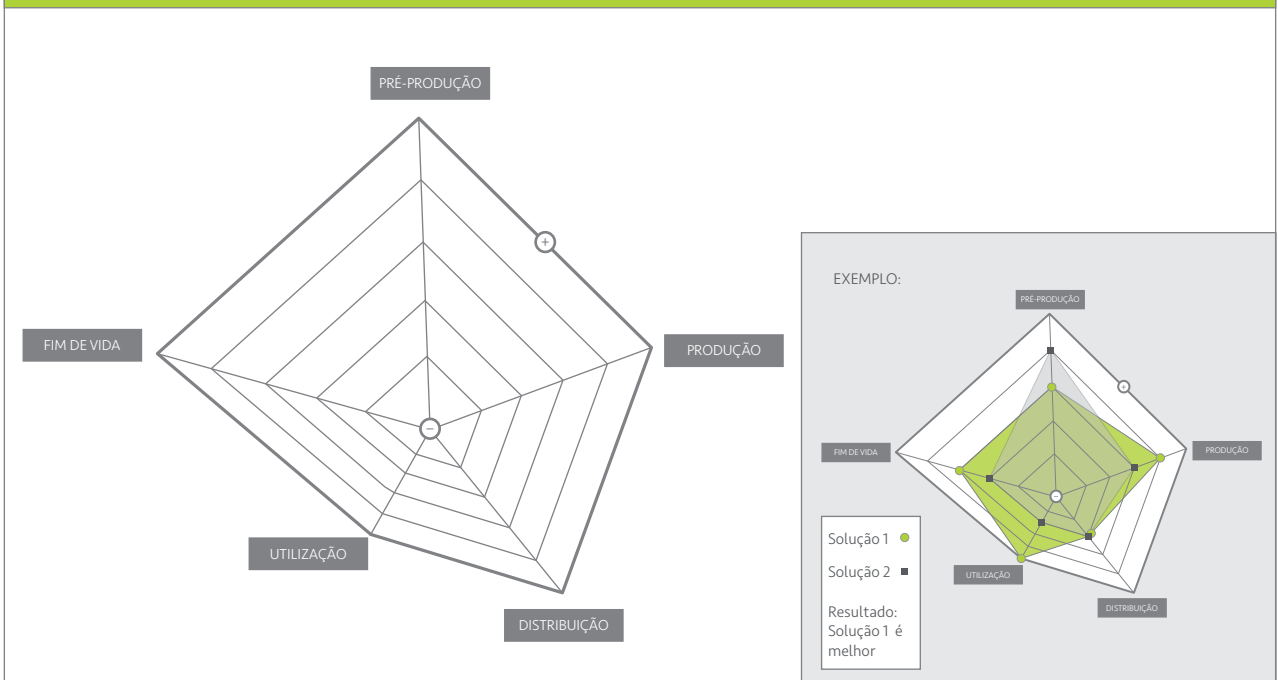 PRÉ-PRODUÇÃO
+
FIM DE VIDA
PRODUÇÃO
−
UTILIZAÇÃO
DISTRIBUIÇÃO
EXEMPLO:
PRÉ-PRODUÇÃO
+
FIM DE VIDA
PRODUÇÃO
−
UTILIZAÇÃO
DISTRIBUIÇÃO
Solução 1
Solução 2
Resultado:
Solução 1 é
melhor